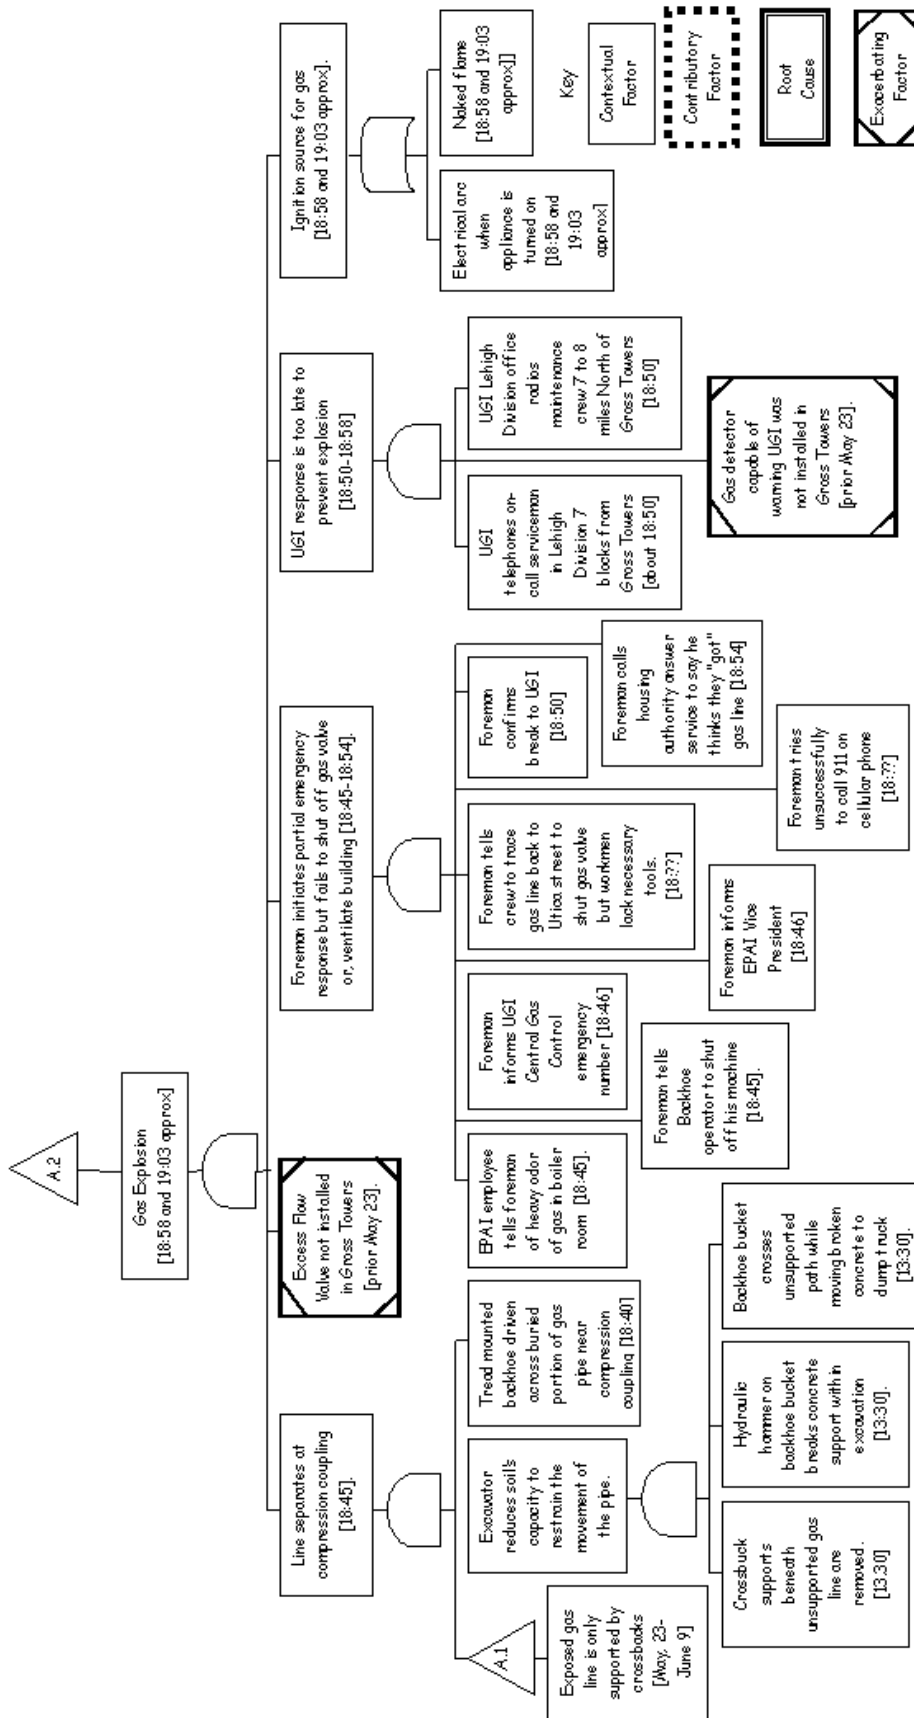 A.2
Gas Explosion
[18:58 and 19:03 approx]
Line separates at
compression coupling
[18:45].
Excess Flow
Valve not installed
in Gross Towers
[prior May 23].
Foreman initiates partial emergency
response but fails to shut off gas valve
or, ventilate building [18:45-18:54].
UGI response is too late to
prevent explosion
[18:50-18:58]
Ignition source for gas
[18:58 and 19:03 approx].
A.1
Exposed gas
line is only
supported by
crossbacks
[May, 23-
June 9]
Excavator
reduces soil's
capacity to
restrain the
movement of
the pipe.
Tread mounted
backhoe driven
across buried
portion of gas
pipe near
compression
coupling [18:40]
Crossbuck
supports
beneath
unsupported gas
line are
removed.
[13.30]
Hydraulic
hammer on
backhoe bucket
breaks concrete
support within
excavation
[13:30].
Backhoe bucket
crosses
unsupported
path while
moving broken
concrete to
dump truck
[13:30].
EPAI employee
tells foreman
of heavy odor
of gas in boiler
room [18:45].
Foreman tells
Backhoe
operator to shut
off his machine
[18:45].
Foreman
informs UGI
Central Gas
Control
emergency
number [18:46]
Foreman informs
EPAI Vice
President
[18:46]
Foreman tells
crew to trace
gas line back to
Utica street to
shut gas valve
but workmen
lack necessary
tools.
[18:??]
Foreman tries
unsuccessfully
to call 911 on
cellular phone
[18:??]
Foreman
confirms
break to UGI
[18:50]
Foreman calls
housing
authority answer
service to say he
thinks they "got"
gas line [18:54]
UGI
telephones on-
call serviceman
in Lehigh
Division 7
blocks from
Gross Towers
[about 18:50]
Gas detector
capable of
warning UGI was
not installed in
Gross Towers
[prior May 23].
UGI Lehigh
Division office
radios
maintenance
crew 7 to 8
miles North of
Gross Towers
[18:50]
Electrical arc
when
appliance is
turned on
[18:58 and
19:03
approx]
Naked flame
[18:58 and 19:03
approx]]
Key
Contextual
Factor
Contributory
Factor
Root
Cause
Exacerbating
Factor